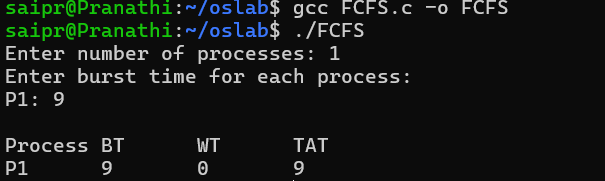 saipr@Pranathi:~/oslab$ gcc FCFS.c -o FCFS
saipr@Pranathi:~/oslab$ ./FCFS
Enter number of processes: 1
Enter burst time for each process:
P1: 9
Process BT WT TAT
P1 9 0 9